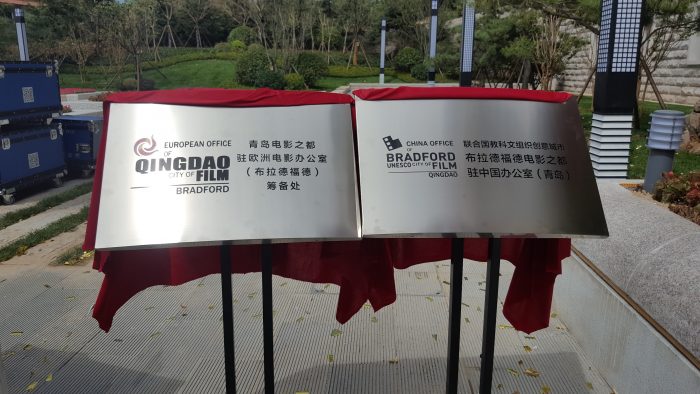 EUROPEAN OFFICE
OF
QINGDAO
CITY OF FILM
BRADFORD
青岛电影之都
驻欧洲电影办公室
（布拉德福德）
筹备处
CHINA OFFICE
OF
BRADFORD
UNESCO CITY OF FILM
QINGDAO
联合国教科文组织创意城市
布拉德福德电影之都
驻中国办公室（青岛）